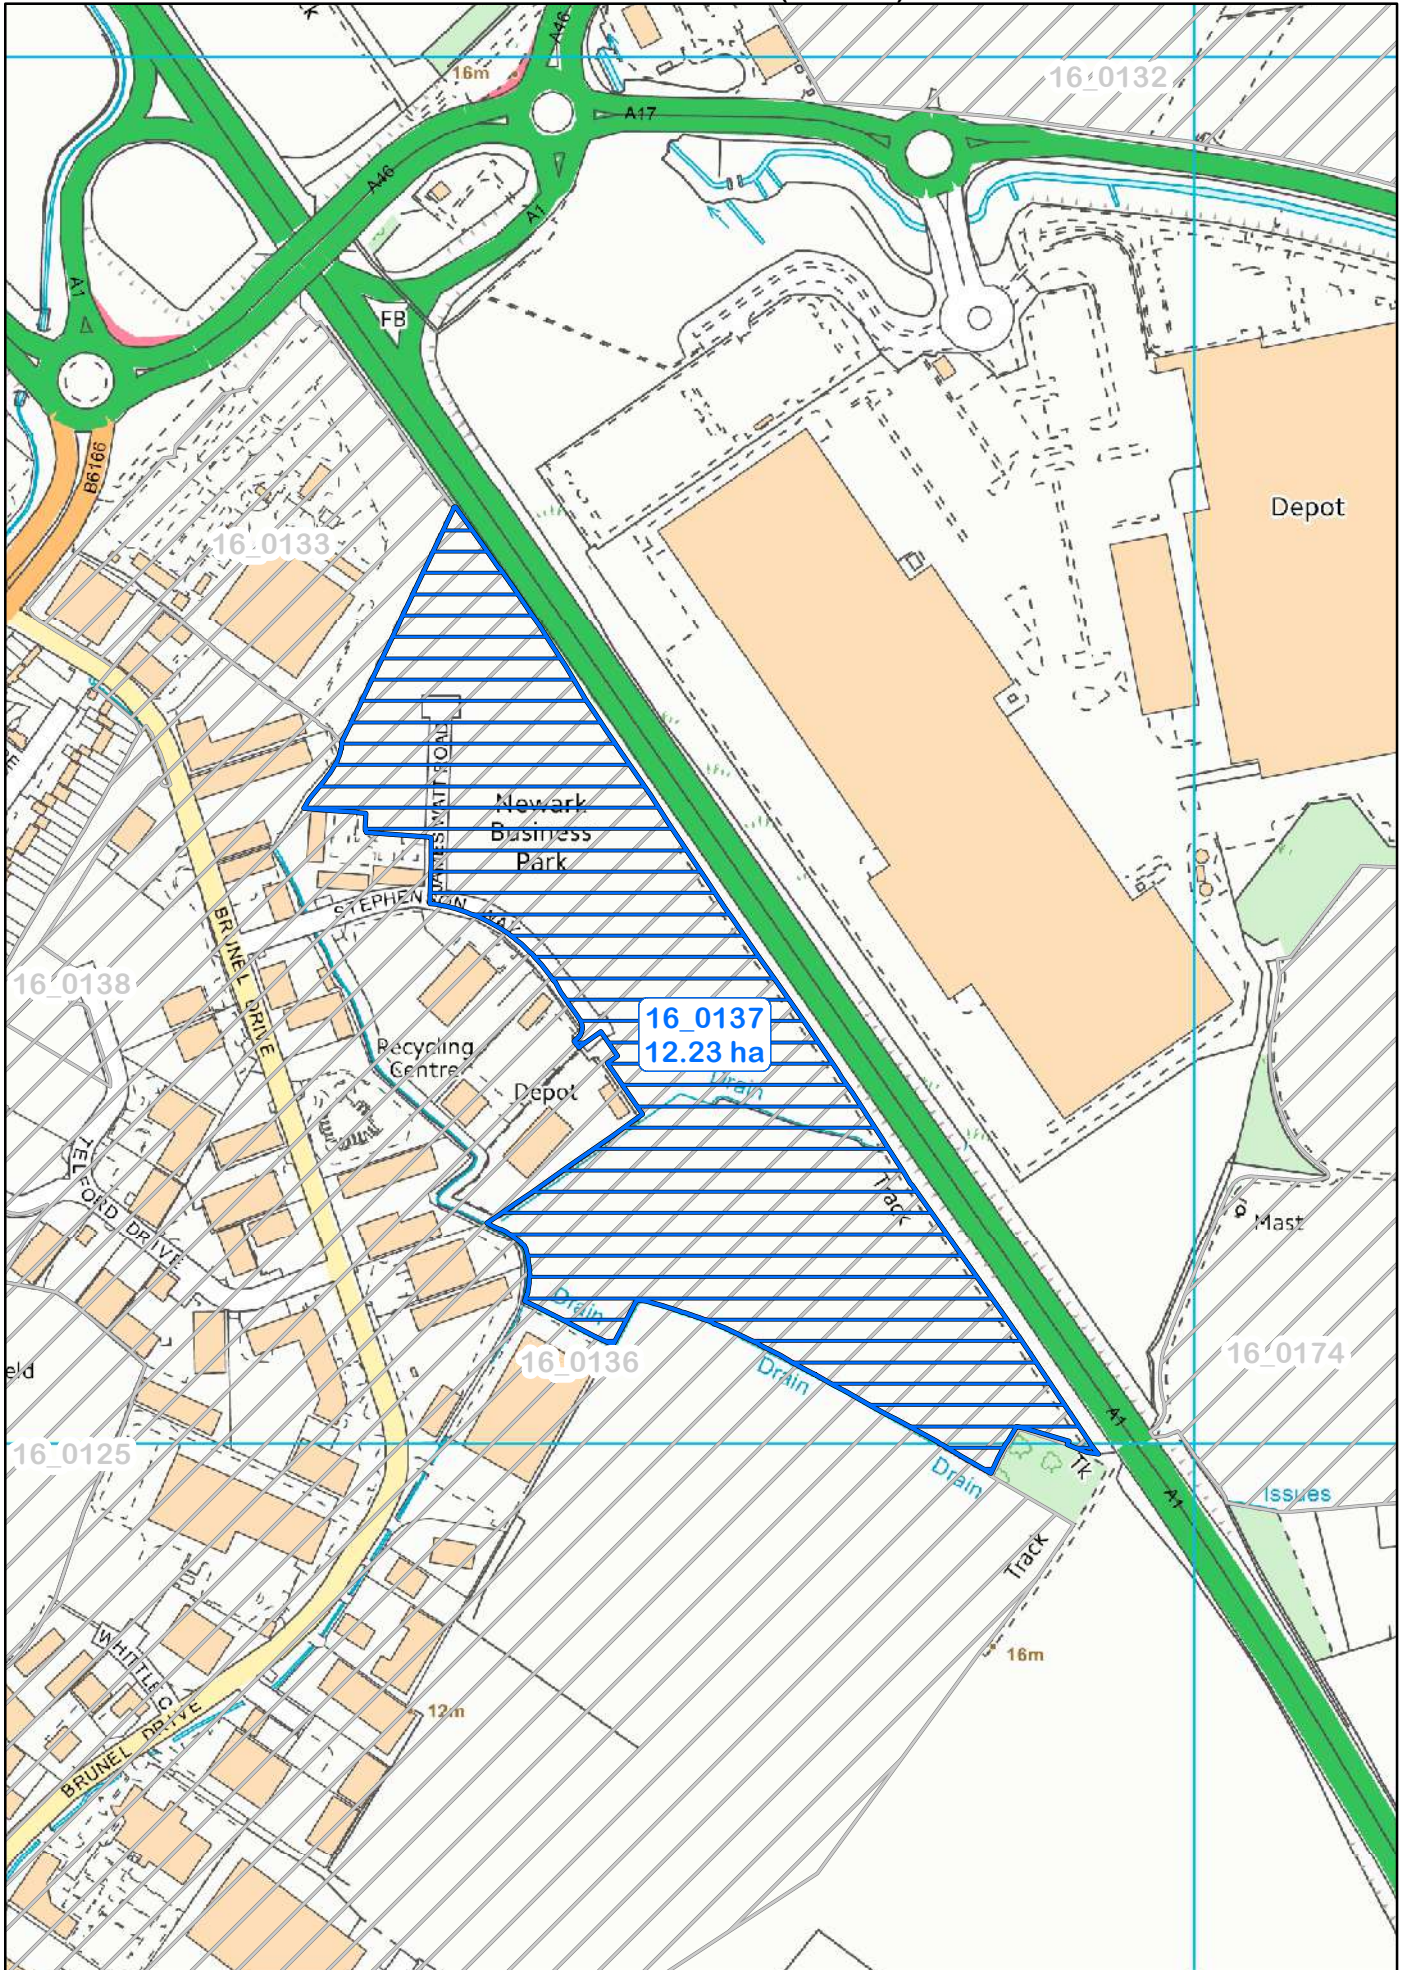 A46
16m
16_0132
A17
A46
A1
A1
FB
B6166
Depot
16_0133
JAMES WATT ROAD
Newark
Business
Park
STEPHENSON WAY
BRUNEL DRIVE
16_0138
16_0137
12.23 ha
Recycling
Centre
Depot
Drain
TELFORD DRIVE
Track
Mast
Drain
16_0136
Drain
16_0174
eld
A1
16_0125
Tk
Drain
A1
Issues
Track
WHITTLE C
16m
12m
BRUNEL DRIVE